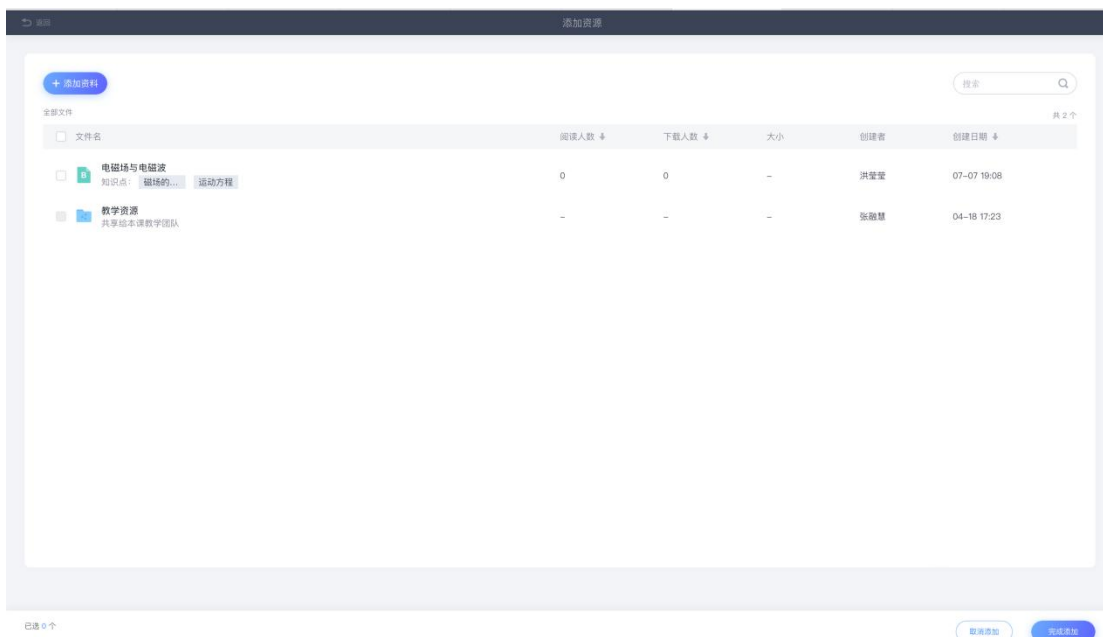 返回 添加资源
+ 添加资料 搜索
全部文件 共 2 个
文件名 阅读人数 下载人数 大小 创建者 创建日期
电磁场与电磁波
知识点： 磁场的... 运动方程 0 0 - 洪莹莹 07-07 19:08
教学资源
共享给本课教学团队 - - - 张融慧 04-18 17:23
已选 0 个 取消添加 完成添加